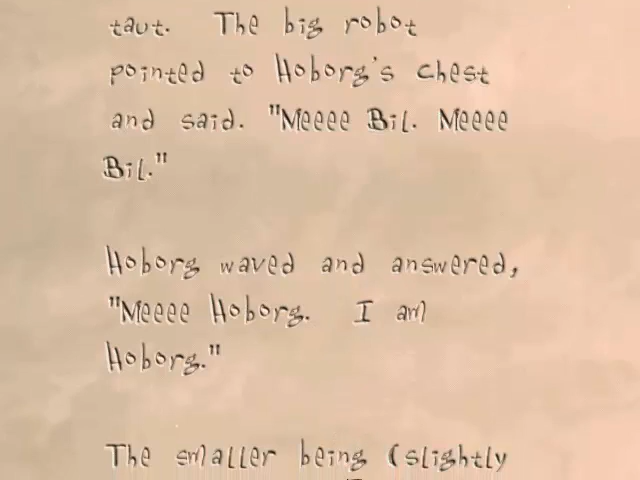 taut. The big robot
pointed to Hoborg's chest
and said. "Meeee Bil. Meeee
Bil."
Hoborg waved and answered,
"Meeee Hoborg. I am
Hoborg."
The smaller being (slightly